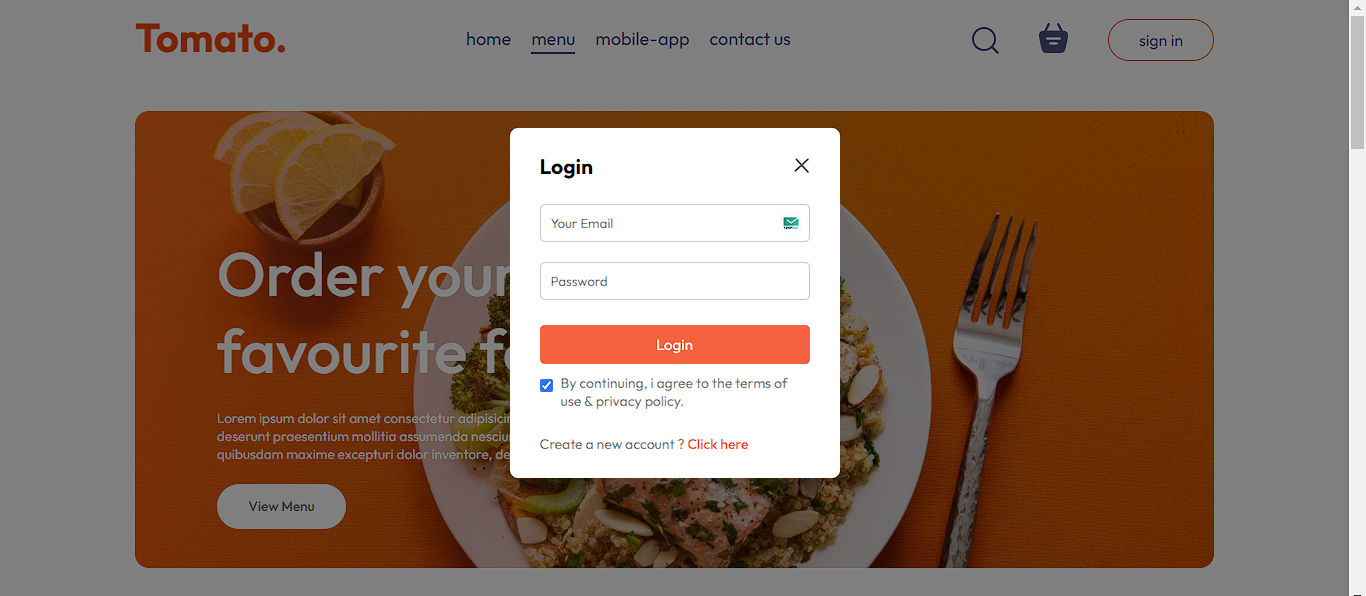 Tomato.
home menu mobile-app contact us
sign in
Login
Your Email
Password
Login
By continuing, i agree to the terms of
use & privacy policy.
Create a new account ? Click here
Order your
favourite f
Lorem ipsum dolor sit amet consectetur adipisicin
deserunt praesentium mollitia assumenda nesciun
quibusdam maxime excepturi dolor inventore, de
View Menu